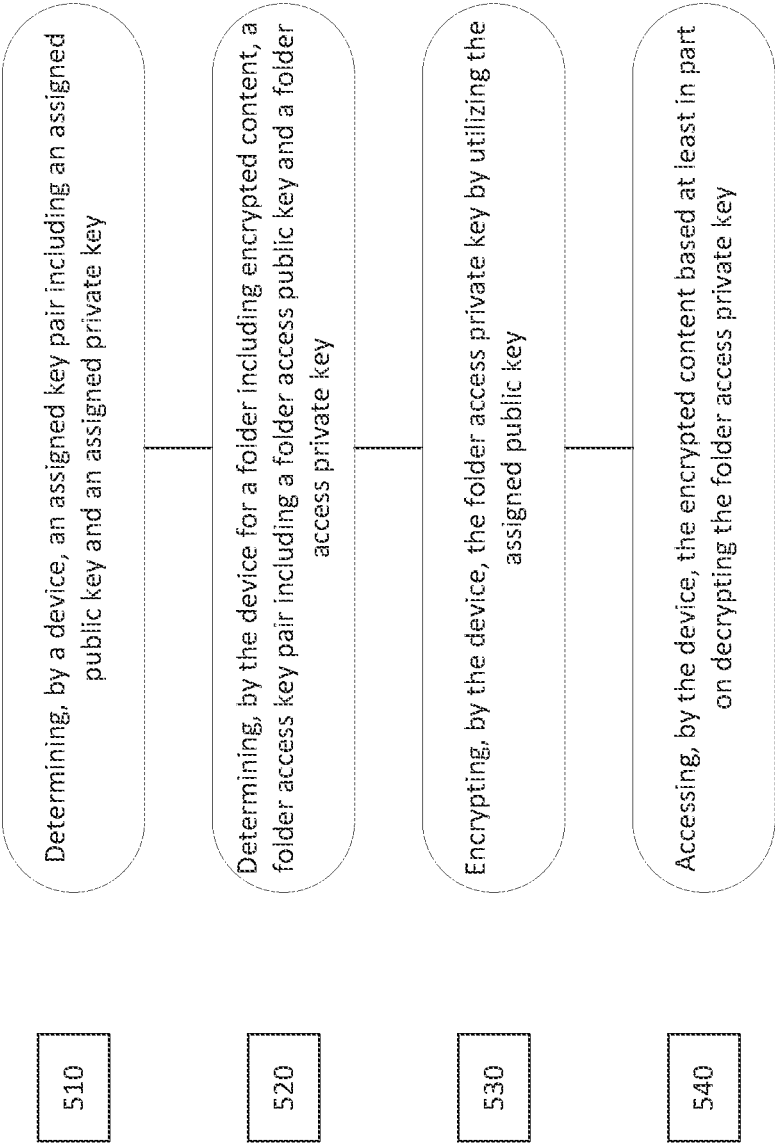 510
Determining, by a device, an assigned key pair including an assigned
public key and an assigned private key
520
Determining, by the device for a folder including encrypted content, a
folder access key pair including a folder access public key and a folder
access private key
530
Encrypting, by the device, the folder access private key by utilizing the
assigned public key
540
Accessing, by the device, the encrypted content based at least in part
on decrypting the folder access private key